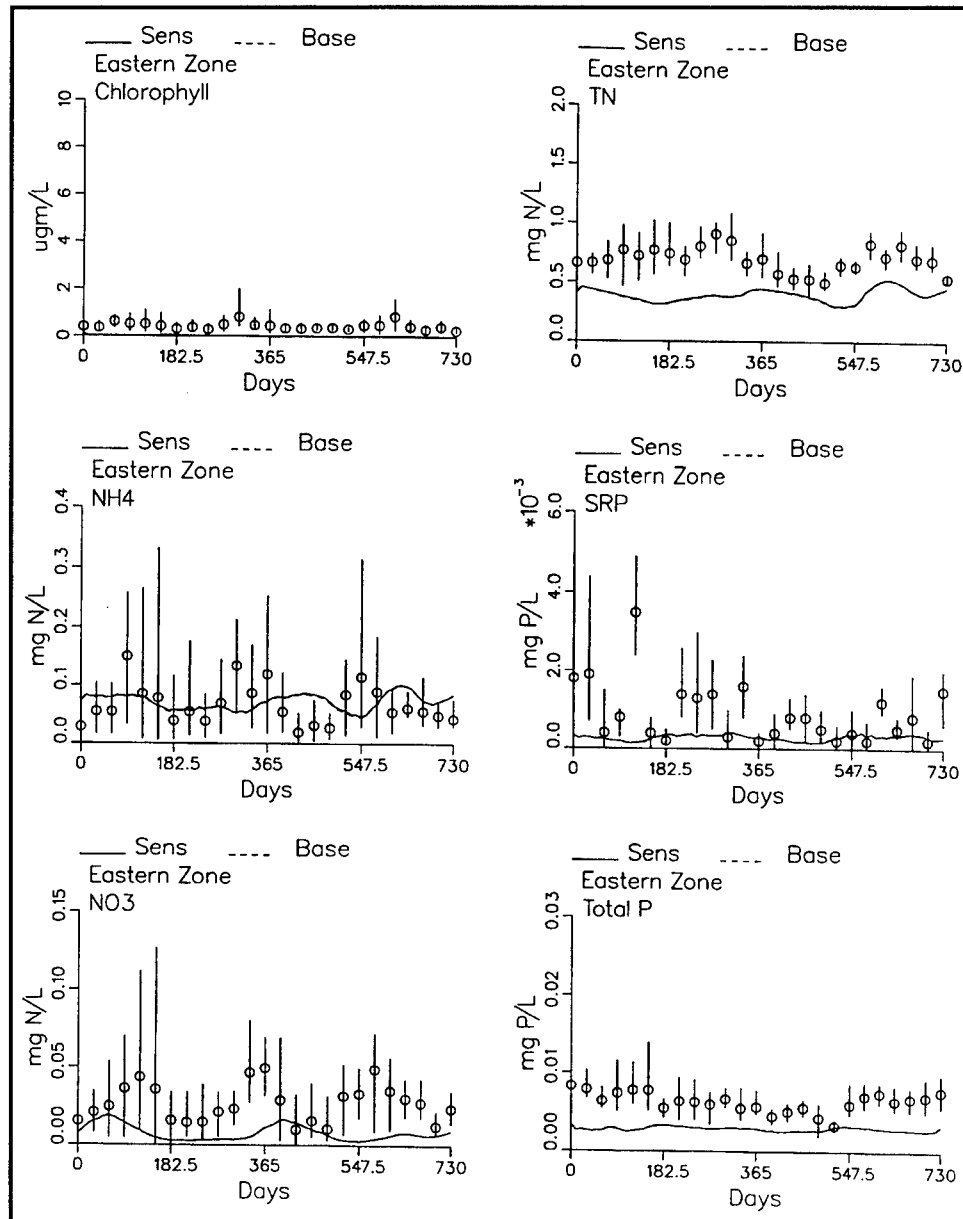 Sens Base
Eastern Zone
Chlorophyll
10
8
6
4
2
0
ugm/L
0 182.5 365 547.5 730
Days
Sens Base
Eastern Zone
TN
2.0
1.5
1.0
0.5
0.0
mg N/L
0 182.5 365 547.5 730
Days
Sens Base
Eastern Zone
NH4
0.4
0.3
0.2
0.1
0.0
mg N/L
0 182.5 365 547.5 730
Days
Sens Base
Eastern Zone
SRP
*10-3
6.0
4.0
2.0
0.0
mg P/L
0 182.5 365 547.5 730
Days
Sens Base
Eastern Zone
NO3
0.15
0.10
0.05
0.00
mg N/L
0 182.5 365 547.5 730
Days
Sens Base
Eastern Zone
Total P
0.03
0.02
0.01
0.00
mg P/L
0 182.5 365 547.5 730
Days